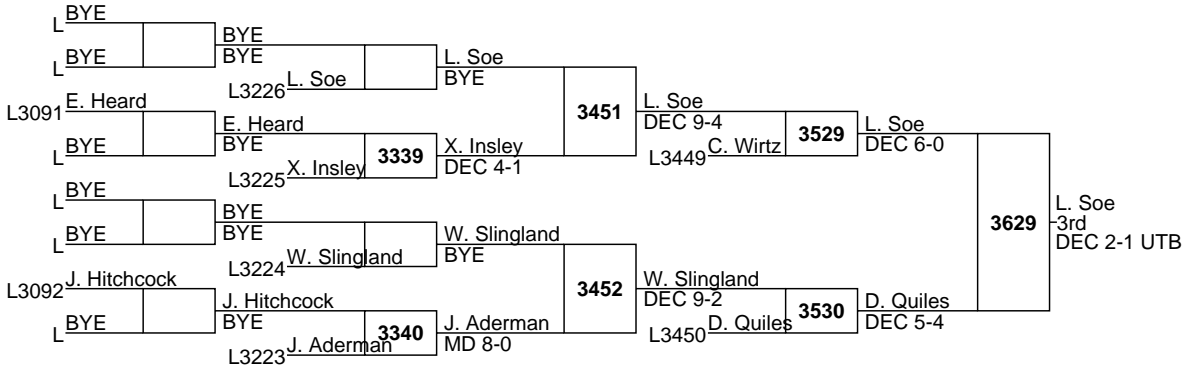 L BYE
BYE
L BYE
BYE
L3226 L. Soe
L. Soe
BYE
L3091 E. Heard
E. Heard
L BYE
BYE
L3225 X. Insley
3339
X. Insley
DEC 4-1
3451
L. Soe
DEC 9-4
L3449 C. Wirtz
3529
L. Soe
DEC 6-0
L BYE
BYE
L BYE
BYE
L3224 W. Slingland
W. Slingland
BYE
L3092 J. Hitchcock
J. Hitchcock
L BYE
BYE
L3223 J. Aderman
3340
J. Aderman
MD 8-0
3452
W. Slingland
DEC 9-2
L3450 D. Quiles
3530
D. Quiles
DEC 5-4
3629
L. Soe
3rd
DEC 2-1 UTB